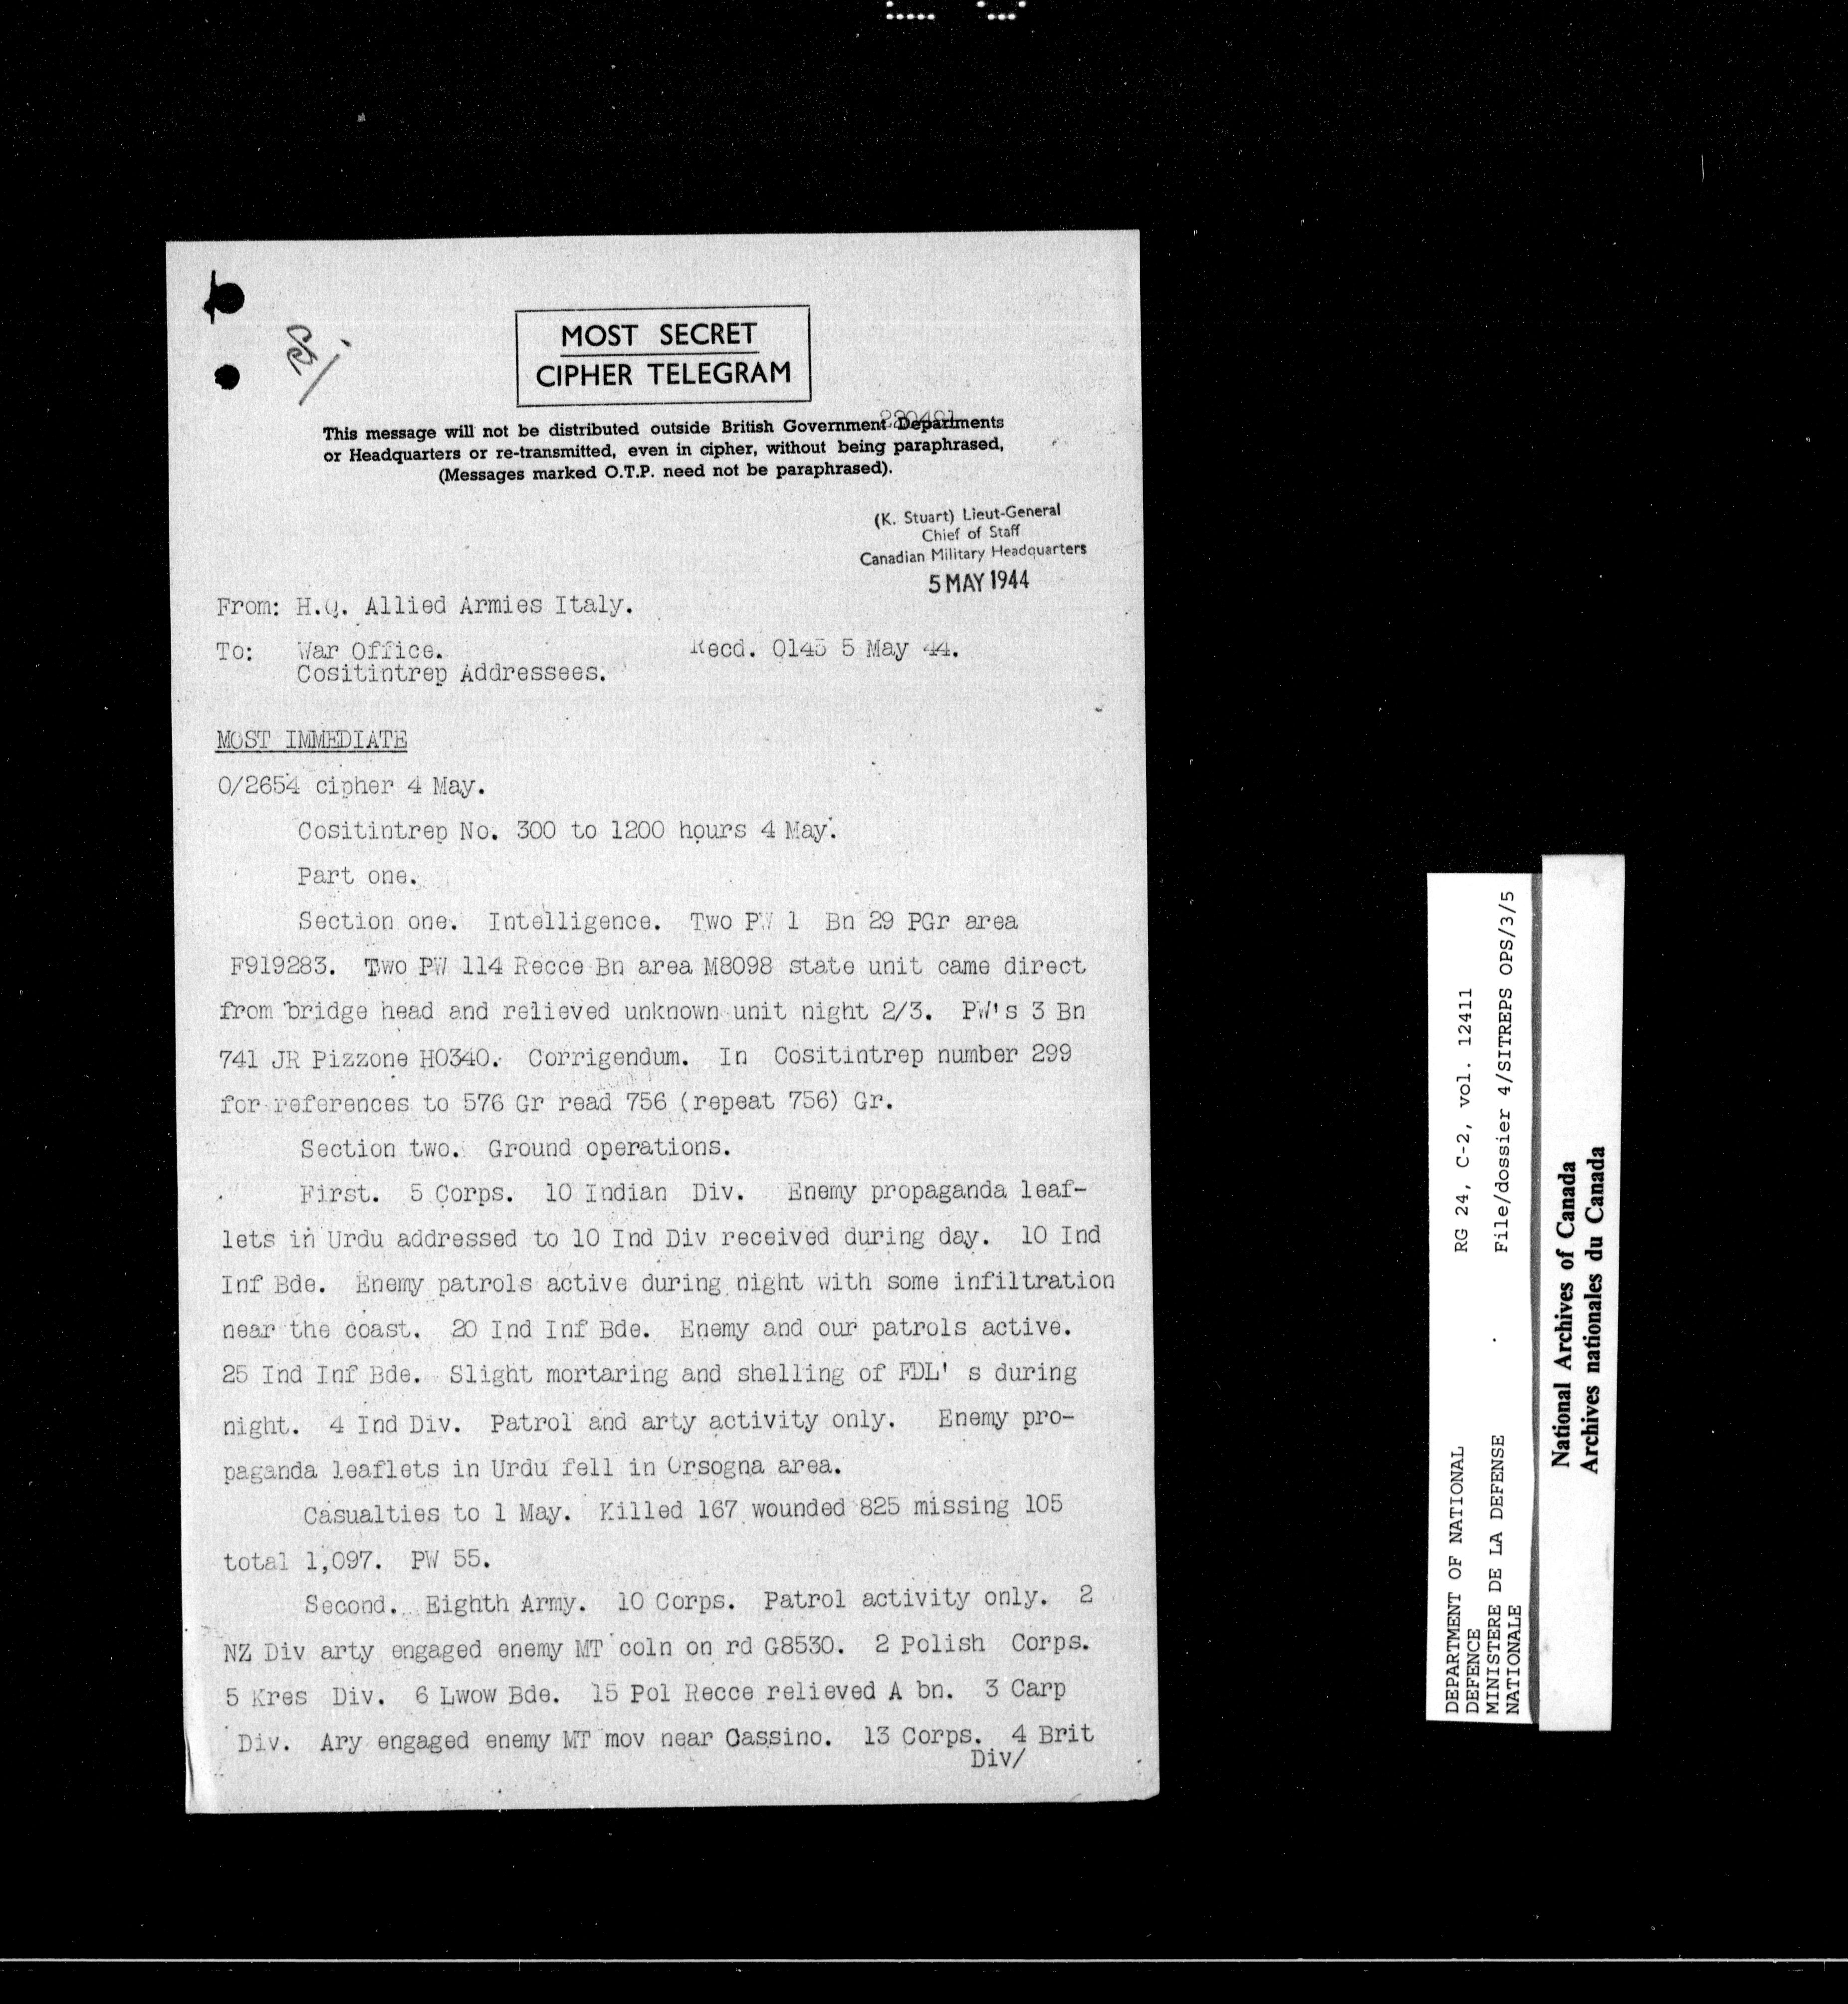 MOST SECRET
CIPHER TELEGRAM
This message will not be distributed outside British Government Departments
or Headquarters or re-transmitted, even in cipher, without being paraphrased,
(Messages marked O.T.P. need not be paraphrased).
(K. Stuart) Lieut-General
Chief of Staff
Canadian Military Headquarters
5 MAY 1944
From: H.Q. Allied Armies Italy.
To: War Office. Recd. 0145 5 May 44.
Cositintrep Addressees.
MOST IMMEDIATE
O/2654 cipher 4 May.
Cositintrep No. 300 to 1200 hours 4 May.
Part one.
Section one. Intelligence. Two PW 1 Bn 29 PGr area
F919283. Two PW 114 Recce Bn area M8098 state unit came direct
from bridge head and relieved unknown unit night 2/3. PW's 3 Bn
741 JR Pizzone H0340. Corrigendum. In Cositintrep number 299
for references to 576 Gr read 756 (repeat 756) Gr.
Section two. Ground operations.
First. 5 Corps. 10 Indian Div. Enemy propaganda leaf-
lets in Urdu addressed to 10 Ind Div received during day. 10 Ind
Inf Bde. Enemy patrols active during night with some infiltration
near the coast. 20 Ind Inf Bde. Enemy and our patrols active.
25 Ind Inf Bde. Slight mortaring and shelling of FDL' s during
night. 4 Ind Div. Patrol and arty activity only. Enemy pro-
paganda leaflets in Urdu fell in Orsogna area.
Casualties to 1 May. Killed 167 wounded 825 missing 105
total 1,097. PW 55.
Second. Eighth Army. 10 Corps. Patrol activity only. 2
NZ Div arty engaged enemy MT coln on rd G8530. 2 Polish Corps.
5 Kres Div. 6 Lwow Bde. 15 Pol Recce relieved A bn. 3 Carp
Div. Ary engaged enemy MT mov near Cassino. 13 Corps. 4 Brit
Div/
DEPARTMENT OF NATIONAL RG 24, C-2, vol. 12411
DEFENCE
MINISTERE DE LA DEFENSE File/dossier 4/SITREPS OPS/3/5
NATIONALE
National Archives of Canada
Archives nationales du Canada